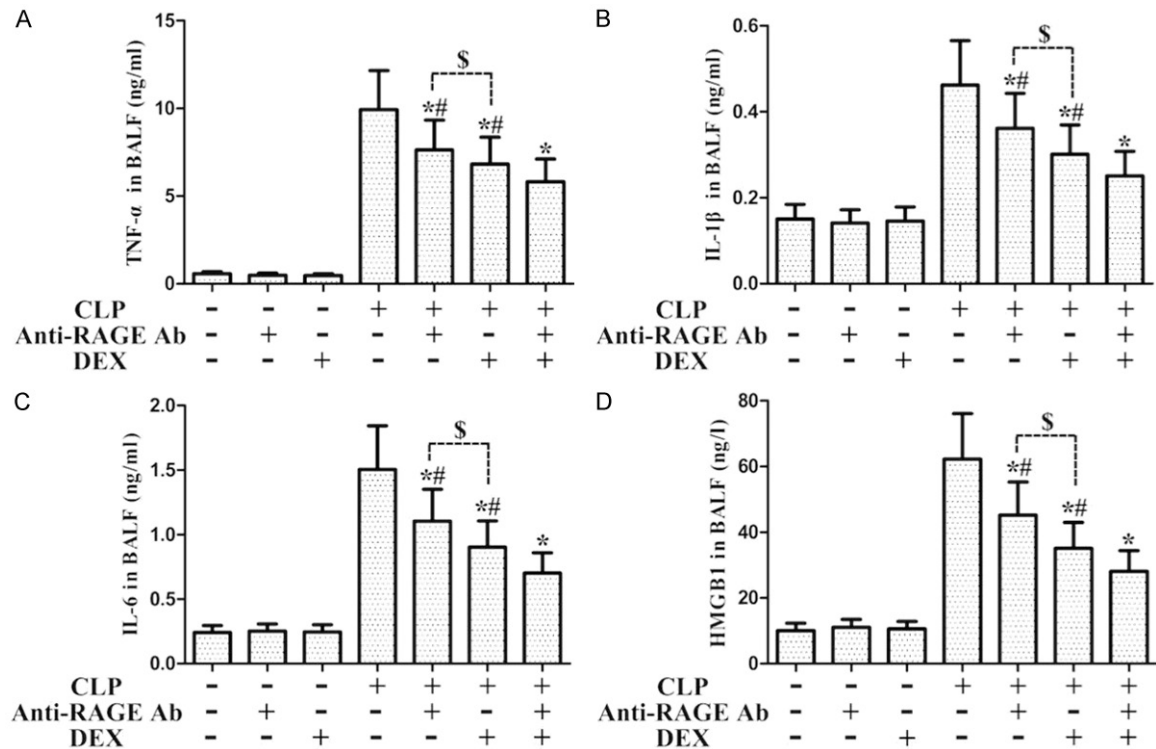 A
TNF-α in BALF (ng/ml)
15
10
5
0
$
*# *# *
CLP - - - + + + +
Anti-RAGE Ab - + - - + - +
DEX - - + - - + +
B
IL-1β in BALF (ng/ml)
0.6
0.4
0.2
0.0
$
*# *# *
CLP - - - + + + +
Anti-RAGE Ab - + - - + - +
DEX - - + - - + +
C
IL-6 in BALF (ng/ml)
2.0
1.5
1.0
0.5
0.0
$
*# *# *
CLP - - - + + + +
Anti-RAGE Ab - + - - + - +
DEX - - + - - + +
D
HMGB1 in BALF (ng/l)
80
60
40
20
0
$
*# *# *
CLP - - - + + + +
Anti-RAGE Ab - + - - + - +
DEX - - + - - + +